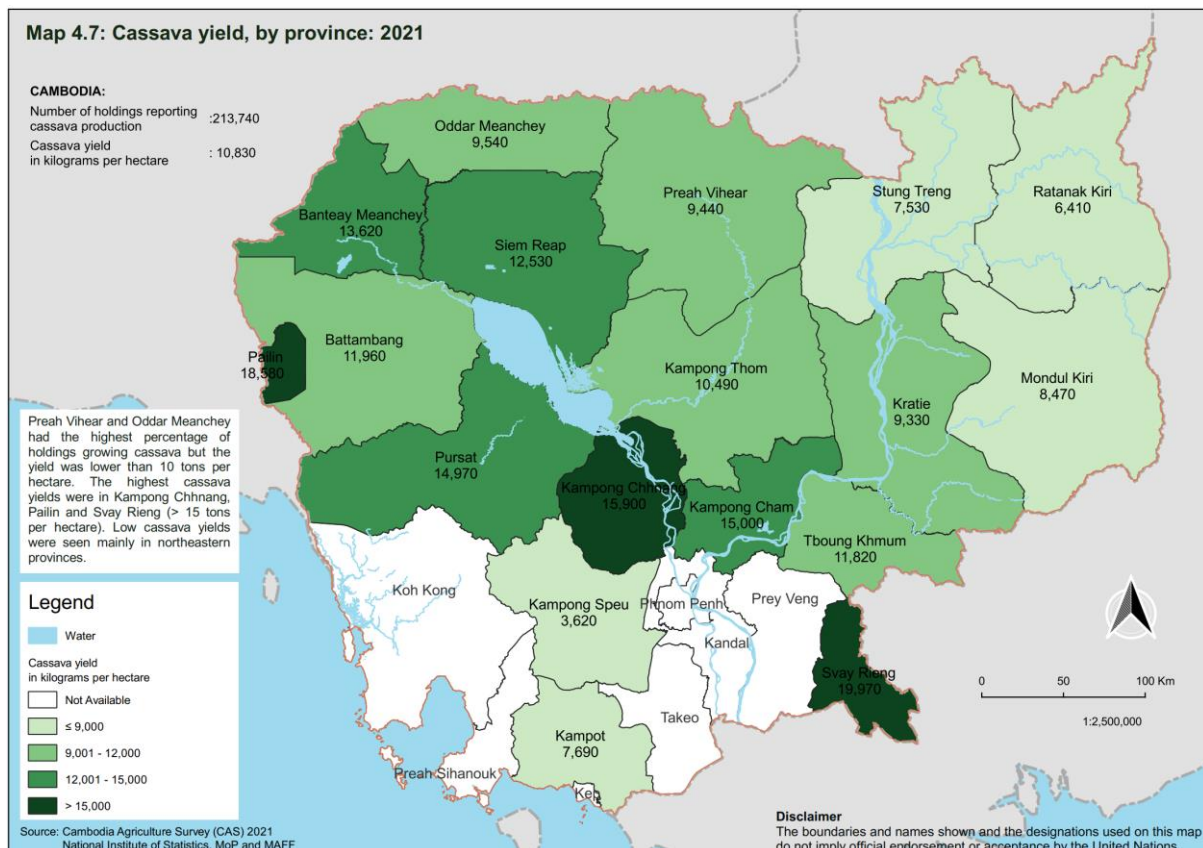 Map 4.7: Cassava yield, by province: 2021
CAMBODIA:
Number of holdings reporting
cassava production :213,740
Cassava yield
in kilograms per hectare : 10,830
Oddar Meanchey
9,540
Preah Vihear
9,440
Stung Treng
7,530
Ratanak Kiri
6,410
Banteay Meanchey
13,620
Siem Reap
12,530
Battambang
11,960
Pailin
18,580
Kampong Thom
10,490
Kratie
9,330
Mondul Kiri
8,470
Pursat
14,970
Kampong Chhnang
15,900
Kampong Cham
15,000
Tboung Khmum
11,820
Koh Kong
Kampong Speu
3,620
Phnom Penh
Prey Veng
Kandal
Svay Rieng
19,970
Takeo
Kampot
7,690
Preah Sihanouk
Kep
Preah Vihear and Oddar Meanchey
had the highest percentage of
holdings growing cassava but the
yield was lower than 10 tons per
hectare. The highest cassava
yields were in Kampong Chhnang,
Pailin and Svay Rieng (> 15 tons
per hectare). Low cassava yields
were seen mainly in northeastern
provinces.
Legend
Water
Cassava yield
in kilograms per hectare
Not Available
≤ 9,000
9,001 - 12,000
12,001 - 15,000
> 15,000
0 50 100 Km
1:2,500,000
Source: Cambodia Agriculture Survey (CAS) 2021
National Institute of Statistics, MoP and MAFF
Disclaimer
The boundaries and names shown and the designations used on this map
do not imply official endorsement or acceptance by the United Nations.